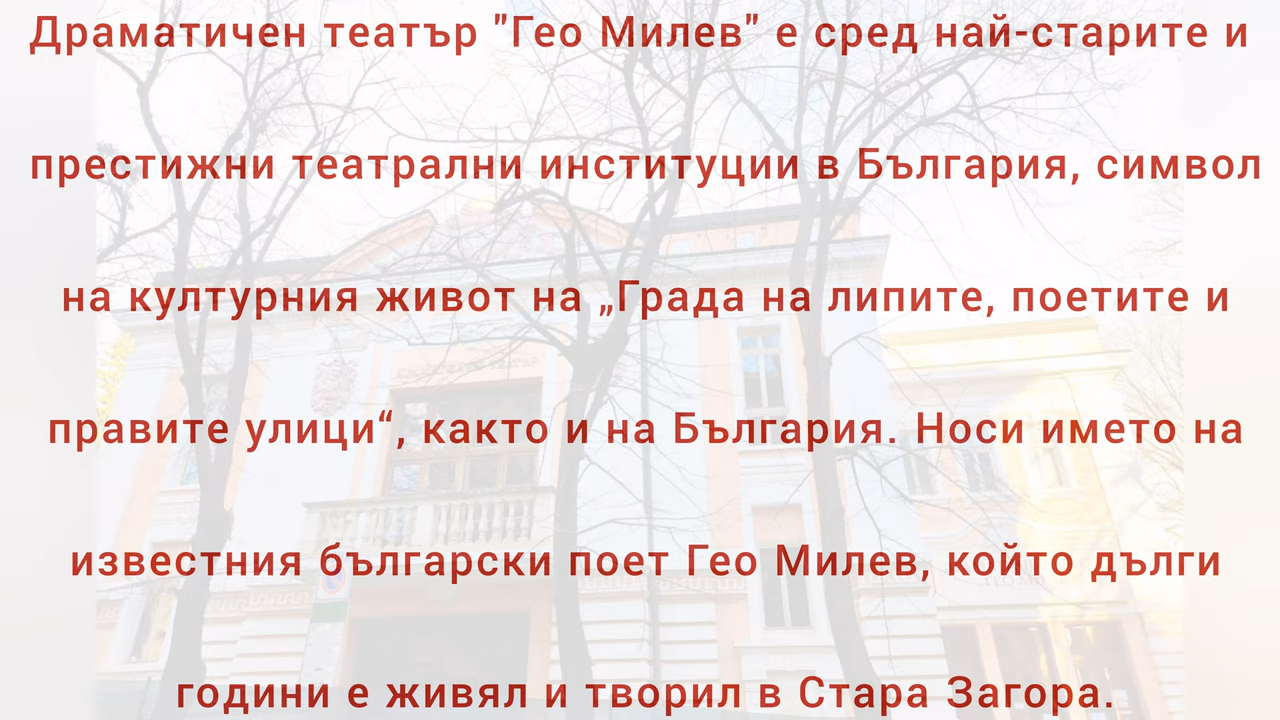 Драматичен театър "Гео Милев" е сред най-старите и
престижни театрални институции в България, символ
на културния живот на „Града на липите, поетите и
правите улици“, както и на България. Носи името на
известния български поет Гео Милев, който дълги
години е живял и творил в Стара Загора.